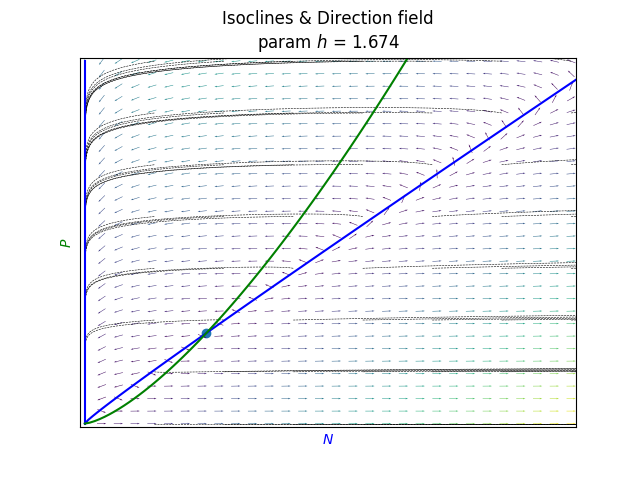 Isoclines & Direction field
param h = 1.674
P
N